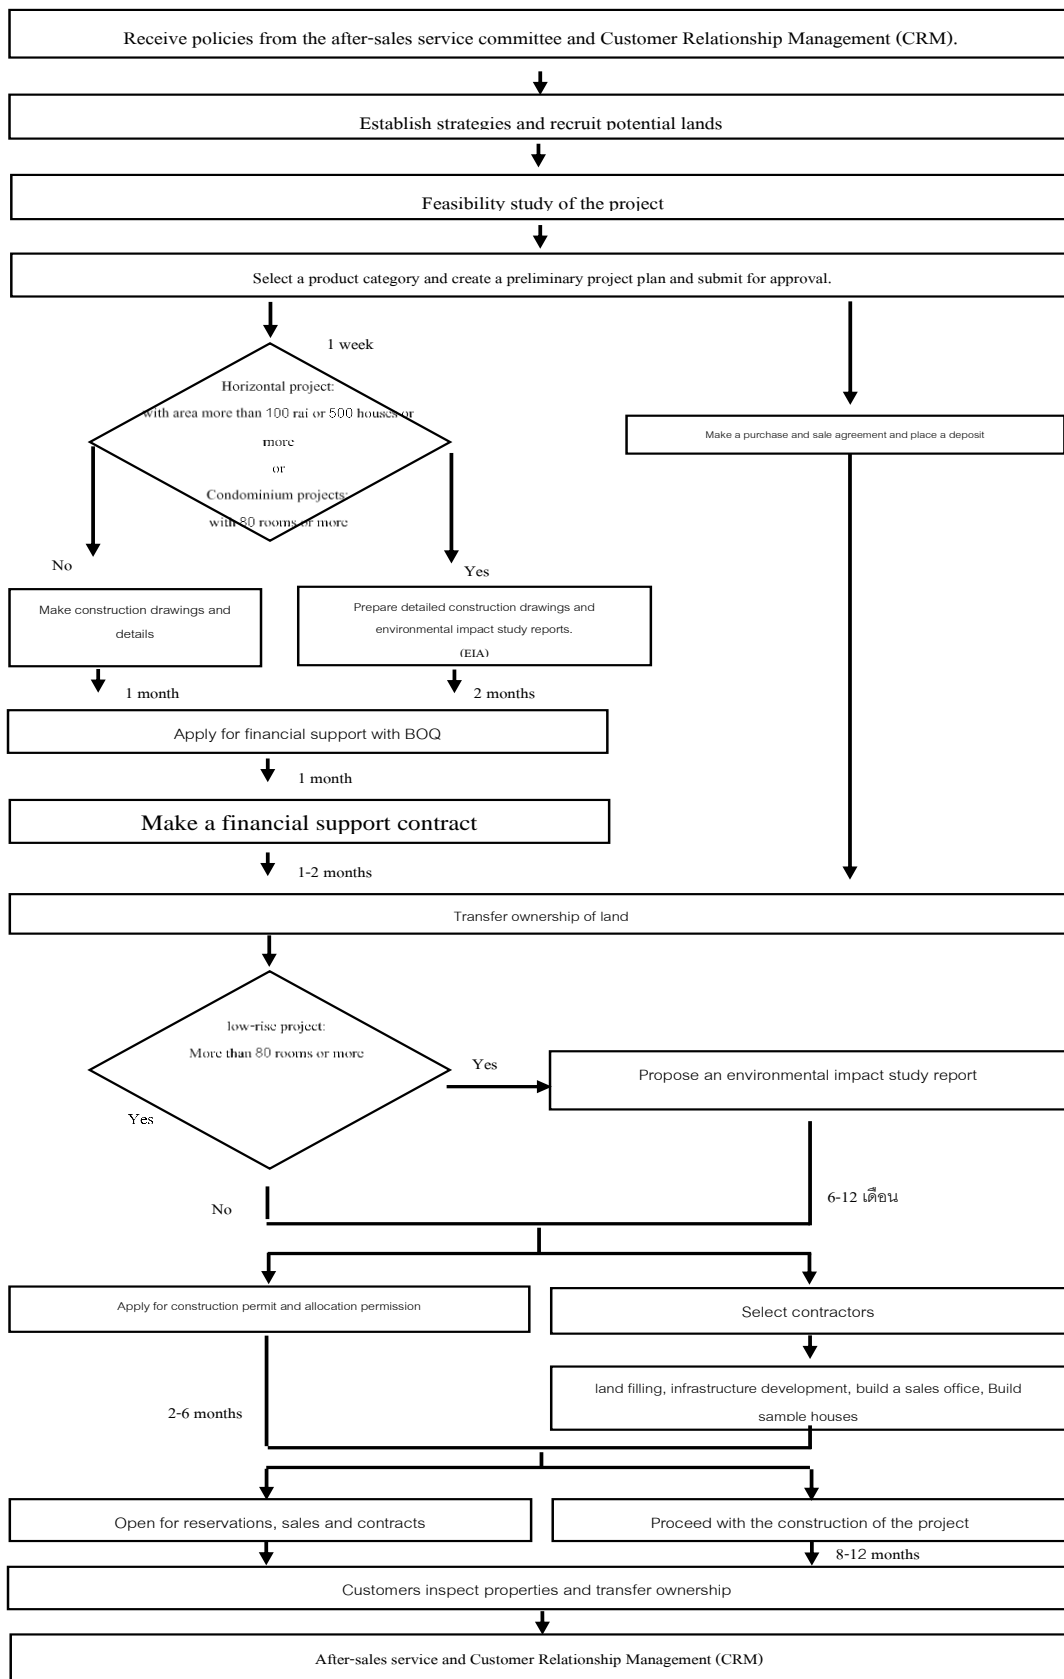 Receive policies from the after-sales service committee and Customer Relationship Management (CRM).
Establish strategies and recruit potential lands
Feasibility study of the project
Select a product category and create a preliminary project plan and submit for approval.
1 week
Horizontal project:
with area more than 100 rai or 500 houses or
more
or
Condominium projects:
with 80 rooms or more
Make a purchase and sale agreement and place a deposit
No
Yes
Make construction drawings and
details
Prepare detailed construction drawings and
environmental impact study reports.
(EIA)
1 month
2 months
Apply for financial support with BOQ
1 month
Make a financial support contract
1-2 months
Transfer ownership of land
low-rise project:
More than 80 rooms or more
Yes
Propose an environmental impact study report
Yes
No
6-12 เดือน
Apply for construction permit and allocation permission
Select contractors
land filling, infrastructure development, build a sales office, Build
sample houses
2-6 months
Open for reservations, sales and contracts
Proceed with the construction of the project
8-12 months
Customers inspect properties and transfer ownership
After-sales service and Customer Relationship Management (CRM)